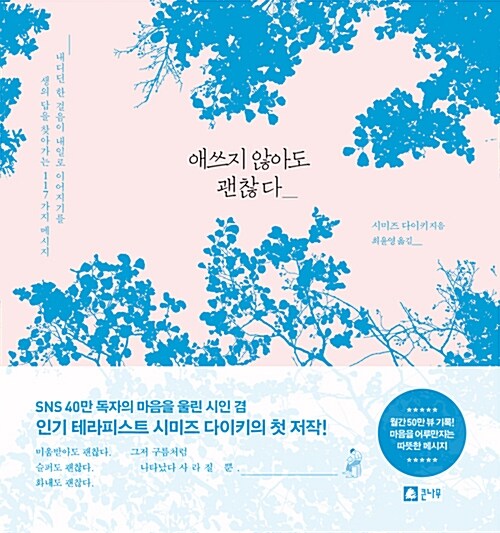 내디딘 한 걸음이 내일로 이어지기를
생의 답을 찾아가는 117가지 메시지
애쓰지 않아도
괜찮다_
시미즈 다이키 지음
최윤영 옮김_
SNS 40만 독자의 마음을 울린 시인 겸
인기 테라피스트 시미즈 다이키의 첫 저작!
미움받아도 괜찮다.
슬퍼도 괜찮다.
화내도 괜찮다.
그저 구름처럼
나타났다 사 라 질 뿐 .
★★★★★
월간 50만 뷰 기록!
마음을 어루만지는
따뜻한 메시지
★★★★★
큰나무